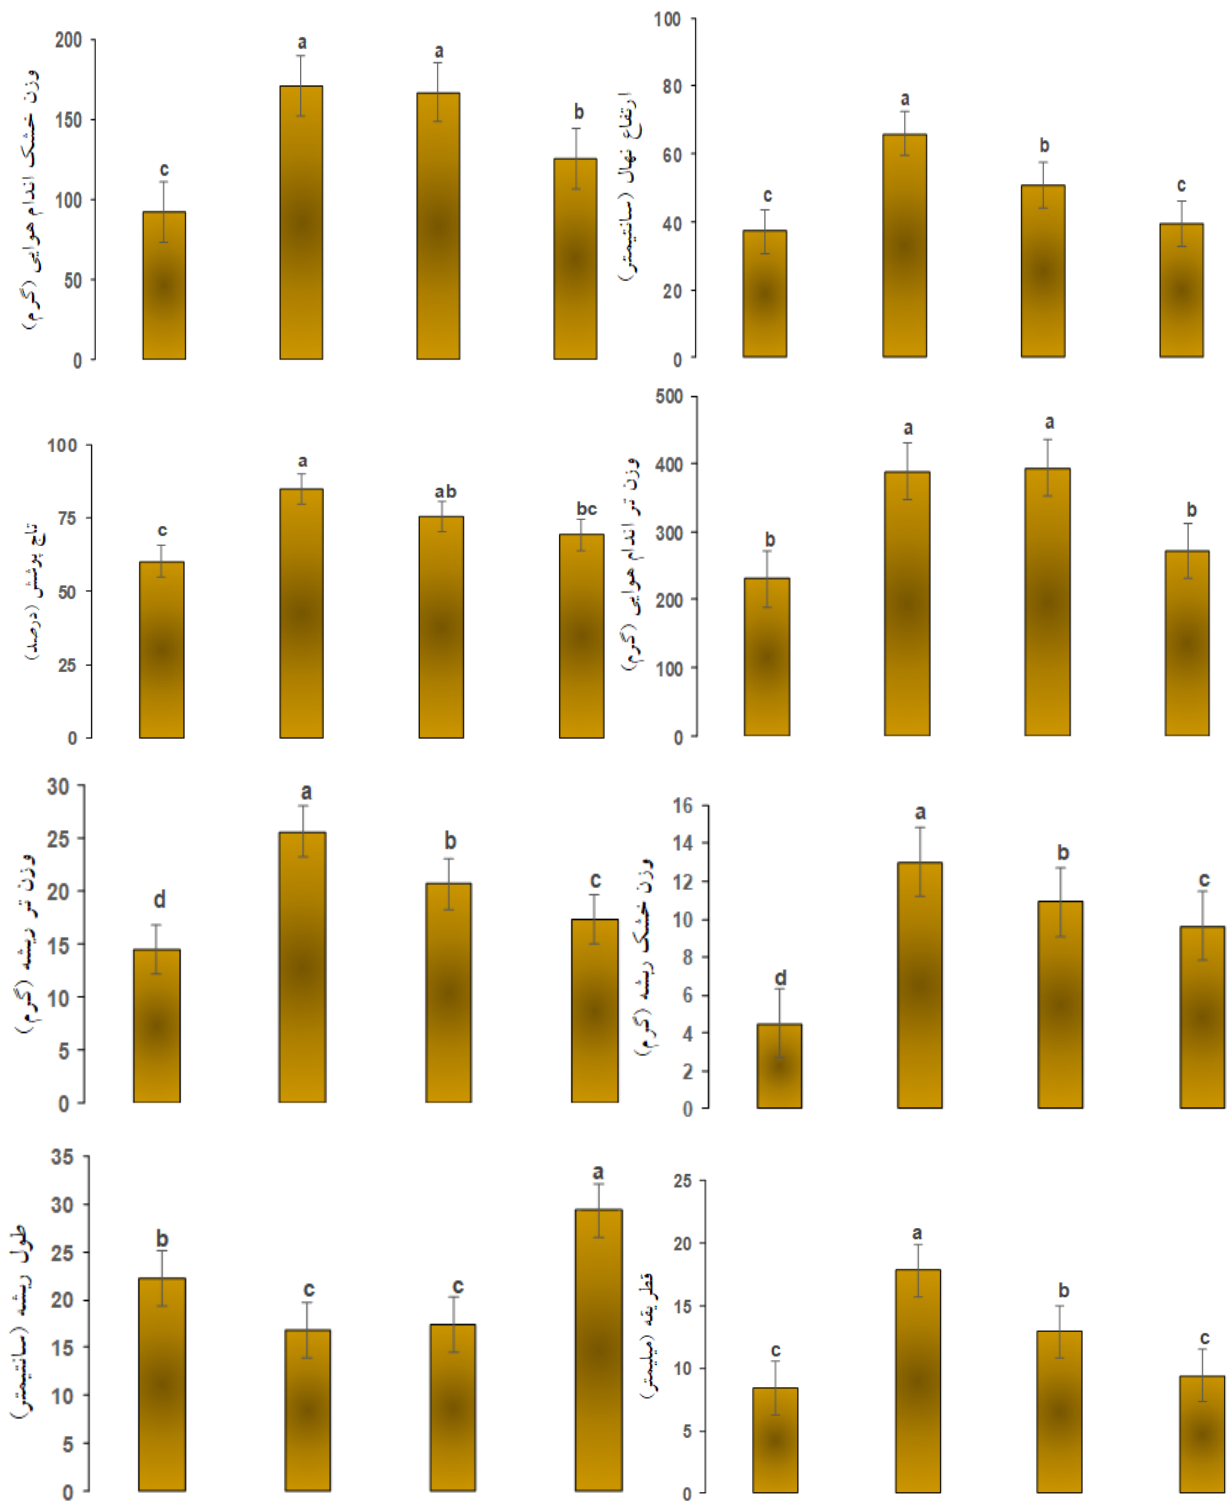 وزن خشک اندام هوایی (گرم)
200
150
100
50
0
c
a
a
b
ارتفاع نهال (سانتیمتر)
100
80
60
40
20
0
c
a
b
c
تاج پوشش (درصد)
100
75
50
25
0
c
a
ab
bc
وزن تر اندام هوایی (گرم)
500
400
300
200
100
0
b
a
a
b
وزن تر ریشه (گرم)
30
25
20
15
10
5
0
d
a
b
c
وزن خشک ریشه (گرم)
16
14
12
10
8
6
4
2
0
d
a
b
c
طول ریشه (سانتیمتر)
35
30
25
20
15
10
5
0
b
c
c
a
قطر یقه (میلیمتر)
25
20
15
10
5
0
c
a
b
c